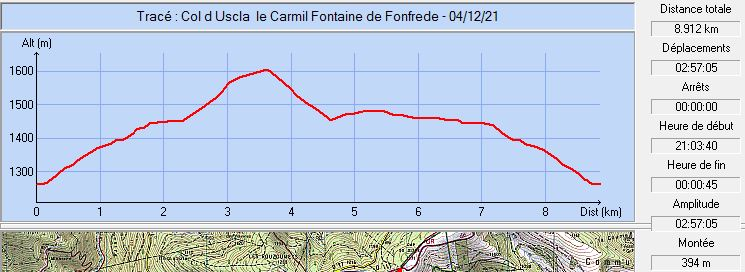 Tracé : Col d Uscla le Carmil Fontaine de Fonfrede - 04/12/21
Alt (m)
1600
1500
1400
1300
0 1 2 3 4 5 6 7 8 Dist (km)
Distance totale
8.912 km
Déplacements
02:57:05
Arrêts
00:00:00
Heure de début
21:03:40
Heure de fin
00:00:45
Amplitude
02:57:05
Montée
394 m